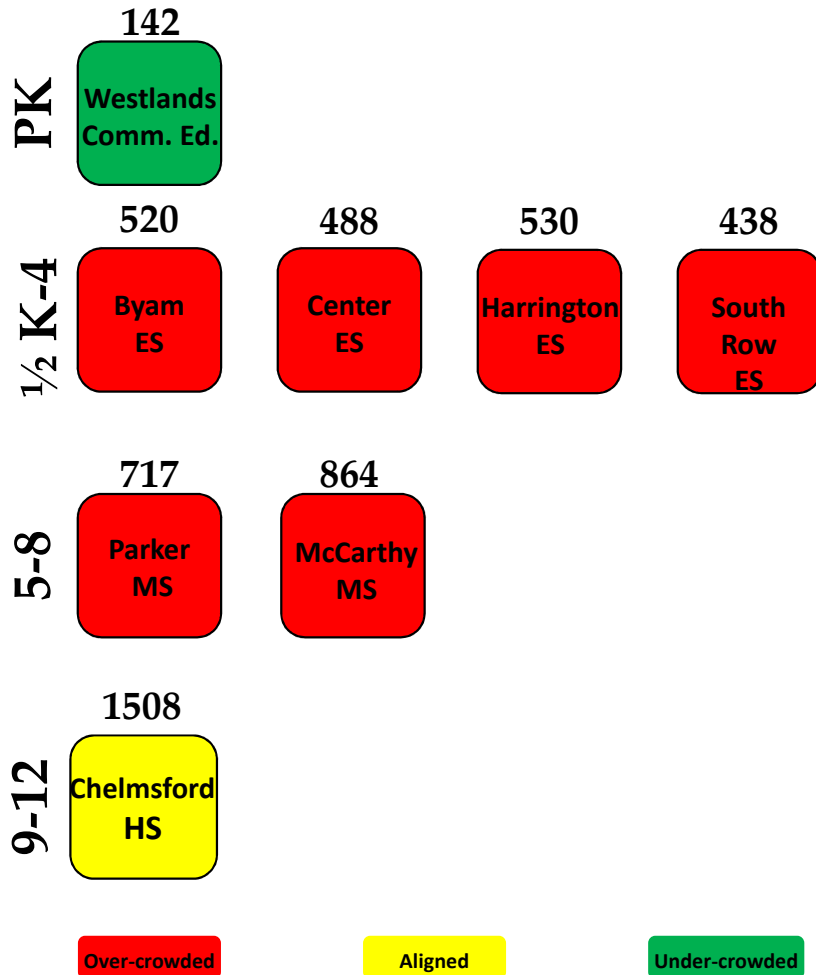 142
PK
Westlands
Comm. Ed.
520 488 530 438
½ K-4
Byam
ES
Center
ES
Harrington
ES
South
Row
ES
717 864
5-8
Parker
MS
McCarthy
MS
1508
9-12
Chelmsford
HS
Over-crowded Aligned Under-crowded